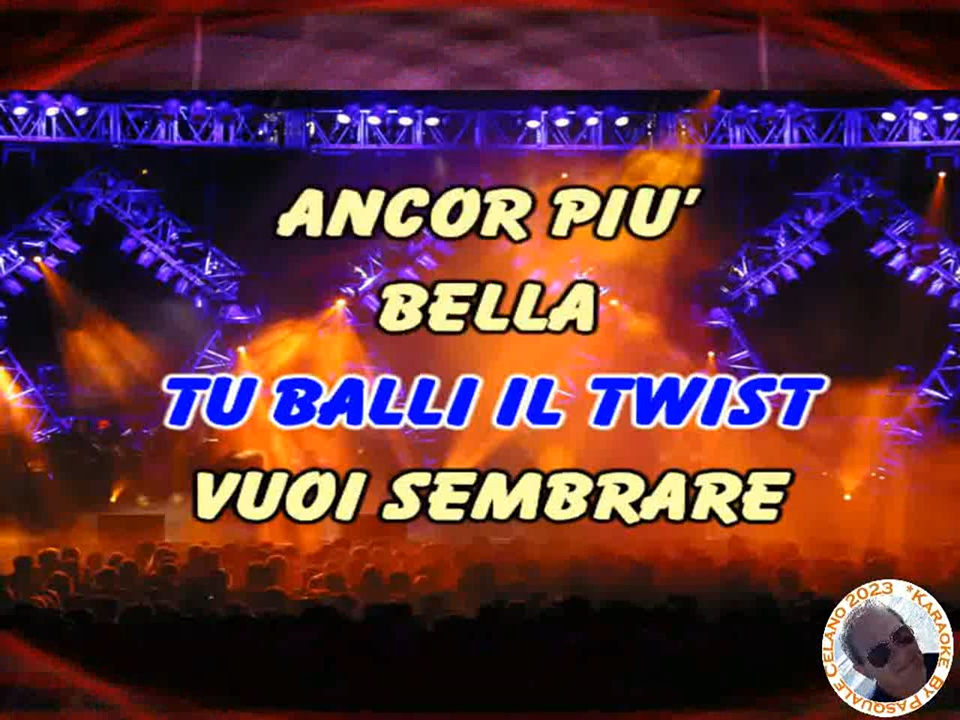 ANCOR PIU'
BELLA
TU BALLI IL TWIST
VUOI SEMBRARE
*KARAOKE BY PASQUALE CELANO 2023